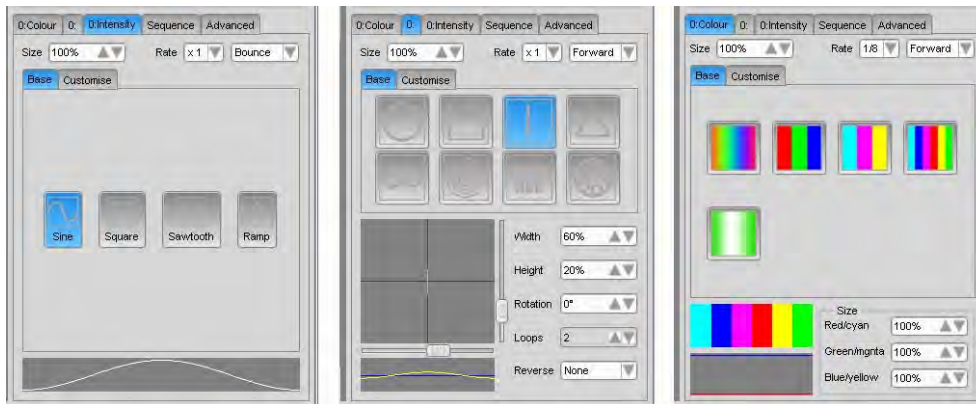 0:Colour 0: 0:Intensity Sequence Advanced
Size 100% Rate x 1 Bounce
Base Customise
Sine Square Sawtooth Ramp
0:Colour 0: 0:Intensity Sequence Advanced
Size 100% Rate x 1 Forward
Base Customise
Width 60%
Height 20%
Rotation 0°
Loops 2
Reverse None
0:Colour 0: 0:Intensity Sequence Advanced
Size 100% Rate 1/8 Forward
Base Customise
Size
Red/cyan 100%
Green/mgnta 100%
Blue/yellow 100%